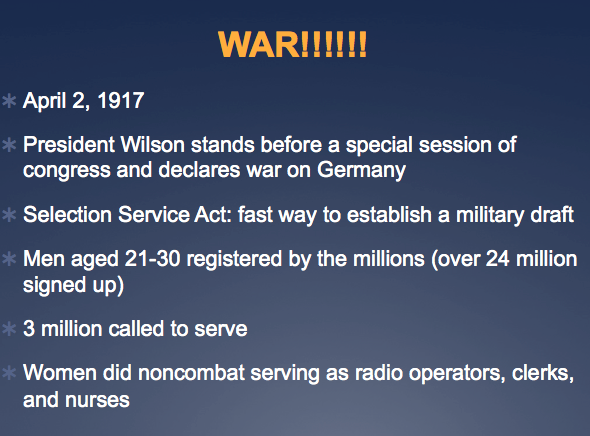 WAR!!!!!!
April 2, 1917
President Wilson stands before a special session of
congress and declares war on Germany
Selection Service Act: fast way to establish a military draft
Men aged 21-30 registered by the millions (over 24 million
signed up)
3 million called to serve
Women did noncombat serving as radio operators, clerks,
and nurses